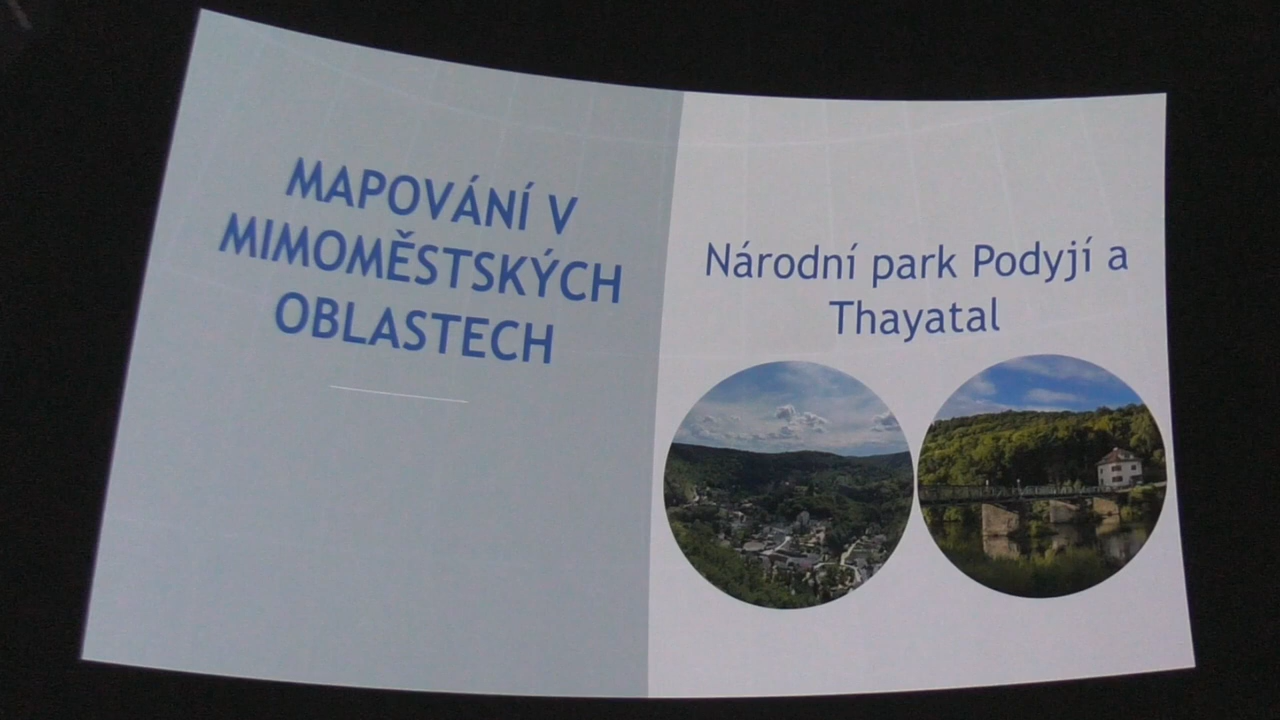 MAPOVÁNÍ V
MIMOMĚSTSKÝCH
OBLASTECH
Národní park Podyjí a
Thayatal